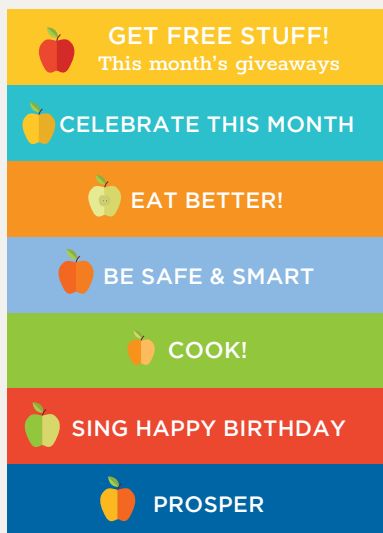 GET FREE STUFF!
This month's giveaways
CELEBRATE THIS MONTH
EAT BETTER!
BE SAFE & SMART
COOK!
SING HAPPY BIRTHDAY
PROSPER